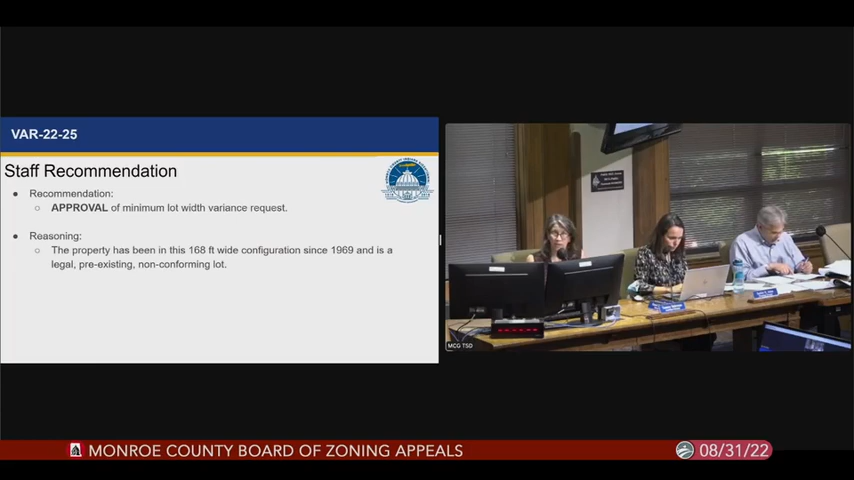 VAR-22-25
Staff Recommendation
● Recommendation:
○ APPROVAL of minimum lot width variance request.
● Reasoning:
○ The property has been in this 168 ft wide configuration since 1969 and is a
legal, pre-existing, non-conforming lot.
MCG TSD
MONROE COUNTY BOARD OF ZONING APPEALS
08/31/22